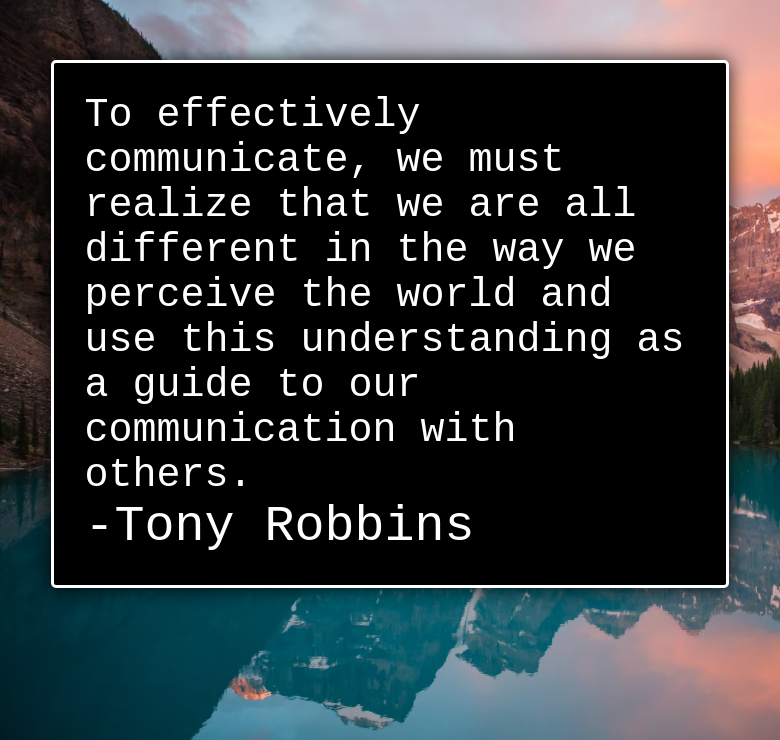 To effectively
communicate, we must
realize that we are all
different in the way we
perceive the world and
use this understanding as
a guide to our
communication with
others.
-Tony Robbins